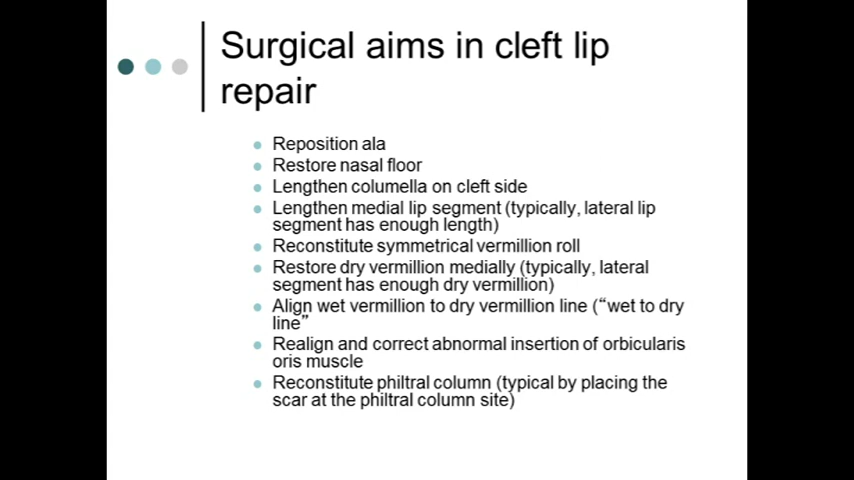 Surgical aims in cleft lip
repair
Reposition ala
Restore nasal floor
Lengthen columella on cleft side
Lengthen medial lip segment (typically, lateral lip
segment has enough length)
Reconstitute symmetrical vermillion roll
Restore dry vermillion medially (typically, lateral
segment has enough dry vermillion)
Align wet vermillion to dry vermillion line (“wet to dry
line”
Realign and correct abnormal insertion of orbicularis
oris muscle
Reconstitute philtral column (typical by placing the
scar at the philtral column site)